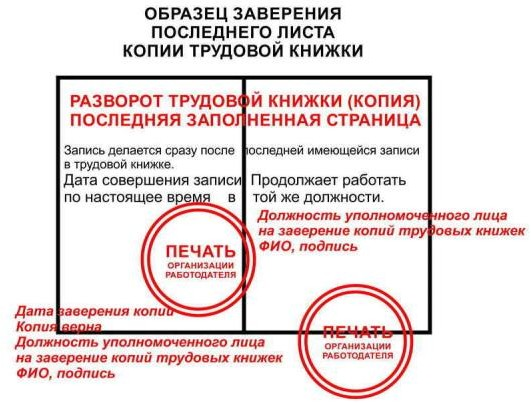 ОБРАЗЕЦ ЗАВЕРЕНИЯ
ПОСЛЕДНЕГО ЛИСТА
КОПИИ ТРУДОВОЙ КНИЖКИ
РАЗВОРОТ ТРУДОВОЙ КНИЖКИ (КОПИЯ)
ПОСЛЕДНЯЯ ЗАПОЛНЕННАЯ СТРАНИЦА
Запись делается сразу после последней имеющейся записи
в трудовой книжке.
Дата совершения записи Продолжает работать
по настоящее время в той же должности.
Должность уполномоченного лица
на заверение копий трудовых книжек
ФИО, подпись
ПЕЧАТЬ
ОРГАНИЗАЦИИ
РАБОТОДАТЕЛЯ
Дата заверения копии
Копия верна
Должность уполномоченного лица
на заверение копий трудовых книжек
ФИО, подпись
ПЕЧАТЬ
ОРГАНИЗАЦИИ
РАБОТОДАТЕЛЯ